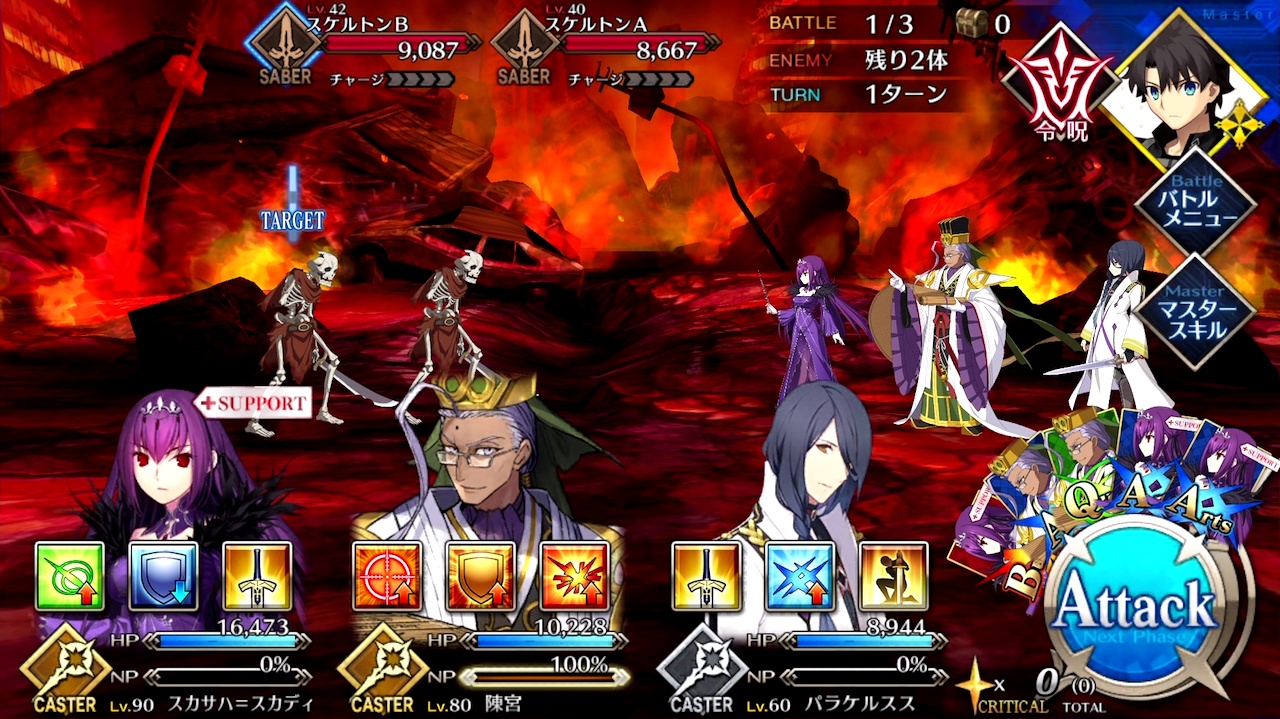 Lv.42
スケルトンB
9,087
SABER
チャージ
Lv.40
スケルトンA
8,667
SABER
チャージ
BATTLE 1/3
0
ENEMY 残り2体
TURN 1ターン
令呪
Master
Battle
バトル
メニュー
Master
マスター
スキル
TARGET
+SUPPORT
+SUPPORT
+SUPPORT
+SUPPORT
Q
A
Arts
Attack
Next Phase
HP 16,473
NP 0%
CASTER Lv.90 スカサハ=スカディ
HP 10,228
NP 100%
CASTER Lv.80 陳宮
HP 8,944
NP 0%
CASTER Lv.60 パラケルスス
x 0 (0)
CRITICAL TOTAL